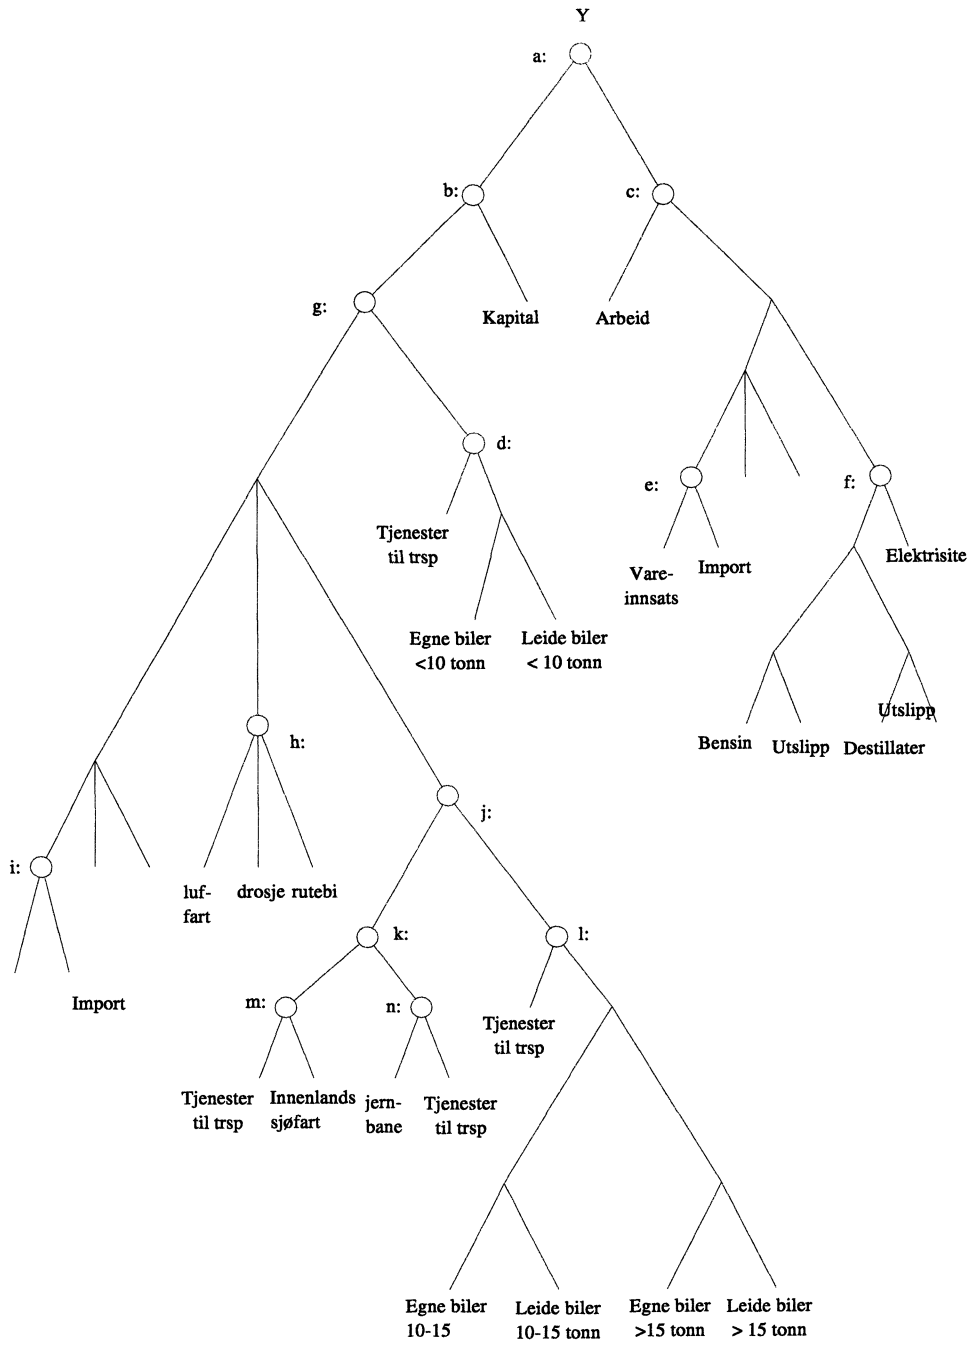 Y
a:
b:
c:
g:
Kapital
Arbeid
d:
e:
f:
Tjenester
til trsp
Vare-
innsats
Import
Elektrisite
Egne biler
<10 tonn
Leide biler
< 10 tonn
Utslipp
Bensin
Utslipp
Destillater
h:
j:
i:
luf-
fart
drosje
rutebi
k:
l:
Import
m:
n:
Tjenester
til trsp
Tjenester
til trsp
Innenlands
sjøfart
jern-
bane
Tjenester
til trsp
Egne biler
10-15
Leide biler
10-15 tonn
Egne biler
>15 tonn
Leide biler
> 15 tonn